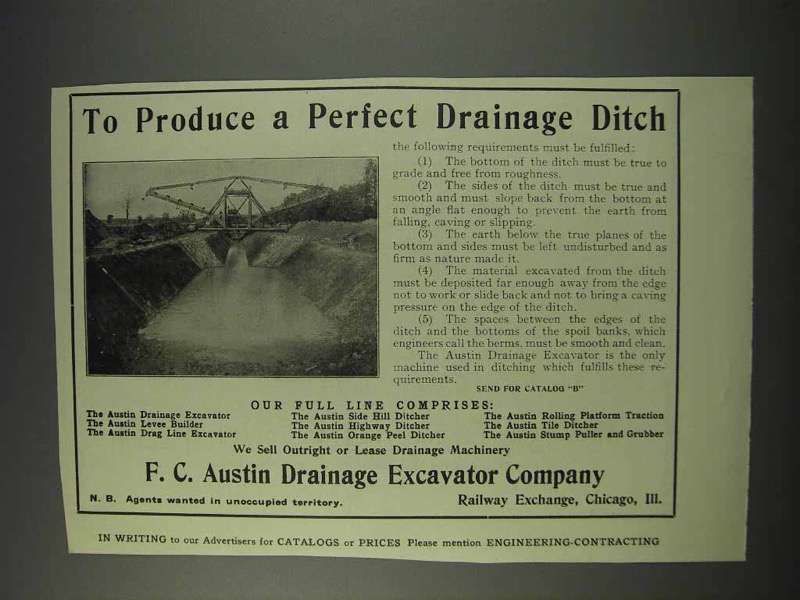 To Produce a Perfect Drainage Ditch
the following requirements must be fulfilled:
(1) The bottom of the ditch must be true to
grade and free from roughness.
(2) The sides of the ditch must be true and
smooth and must slope back from the bottom at
an angle flat enough to prevent the earth from
falling, caving or slipping.
(3) The earth below the true planes of the
bottom and sides must be left undisturbed and as
firm as nature made it.
(4) The material excavated from the ditch
must be deposited far enough away from the edge
not to work or slide back and not to bring a caving
pressure on the edge of the ditch.
(5) The spaces between the edges of the
ditch and the bottoms of the spoil banks, which
engineers call the berms, must be smooth and clean.
The Austin Drainage Excavator is the only
machine used in ditching which fulfills these re-
quirements.
SEND FOR CATALOG "B"
OUR FULL LINE COMPRISES:
The Austin Drainage Excavator The Austin Side Hill Ditcher The Austin Rolling Platform Traction
The Austin Levee Builder The Austin Highway Ditcher The Austin Tile Ditcher
The Austin Drag Line Excavator The Austin Orange Peel Ditcher The Austin Stump Puller and Grubber
We Sell Outright or Lease Drainage Machinery
F. C. Austin Drainage Excavator Company
N. B. Agents wanted in unoccupied territory. Railway Exchange, Chicago, Ill.
IN WRITING to our Advertisers for CATALOGS or PRICES Please mention ENGINEERING-CONTRACTING